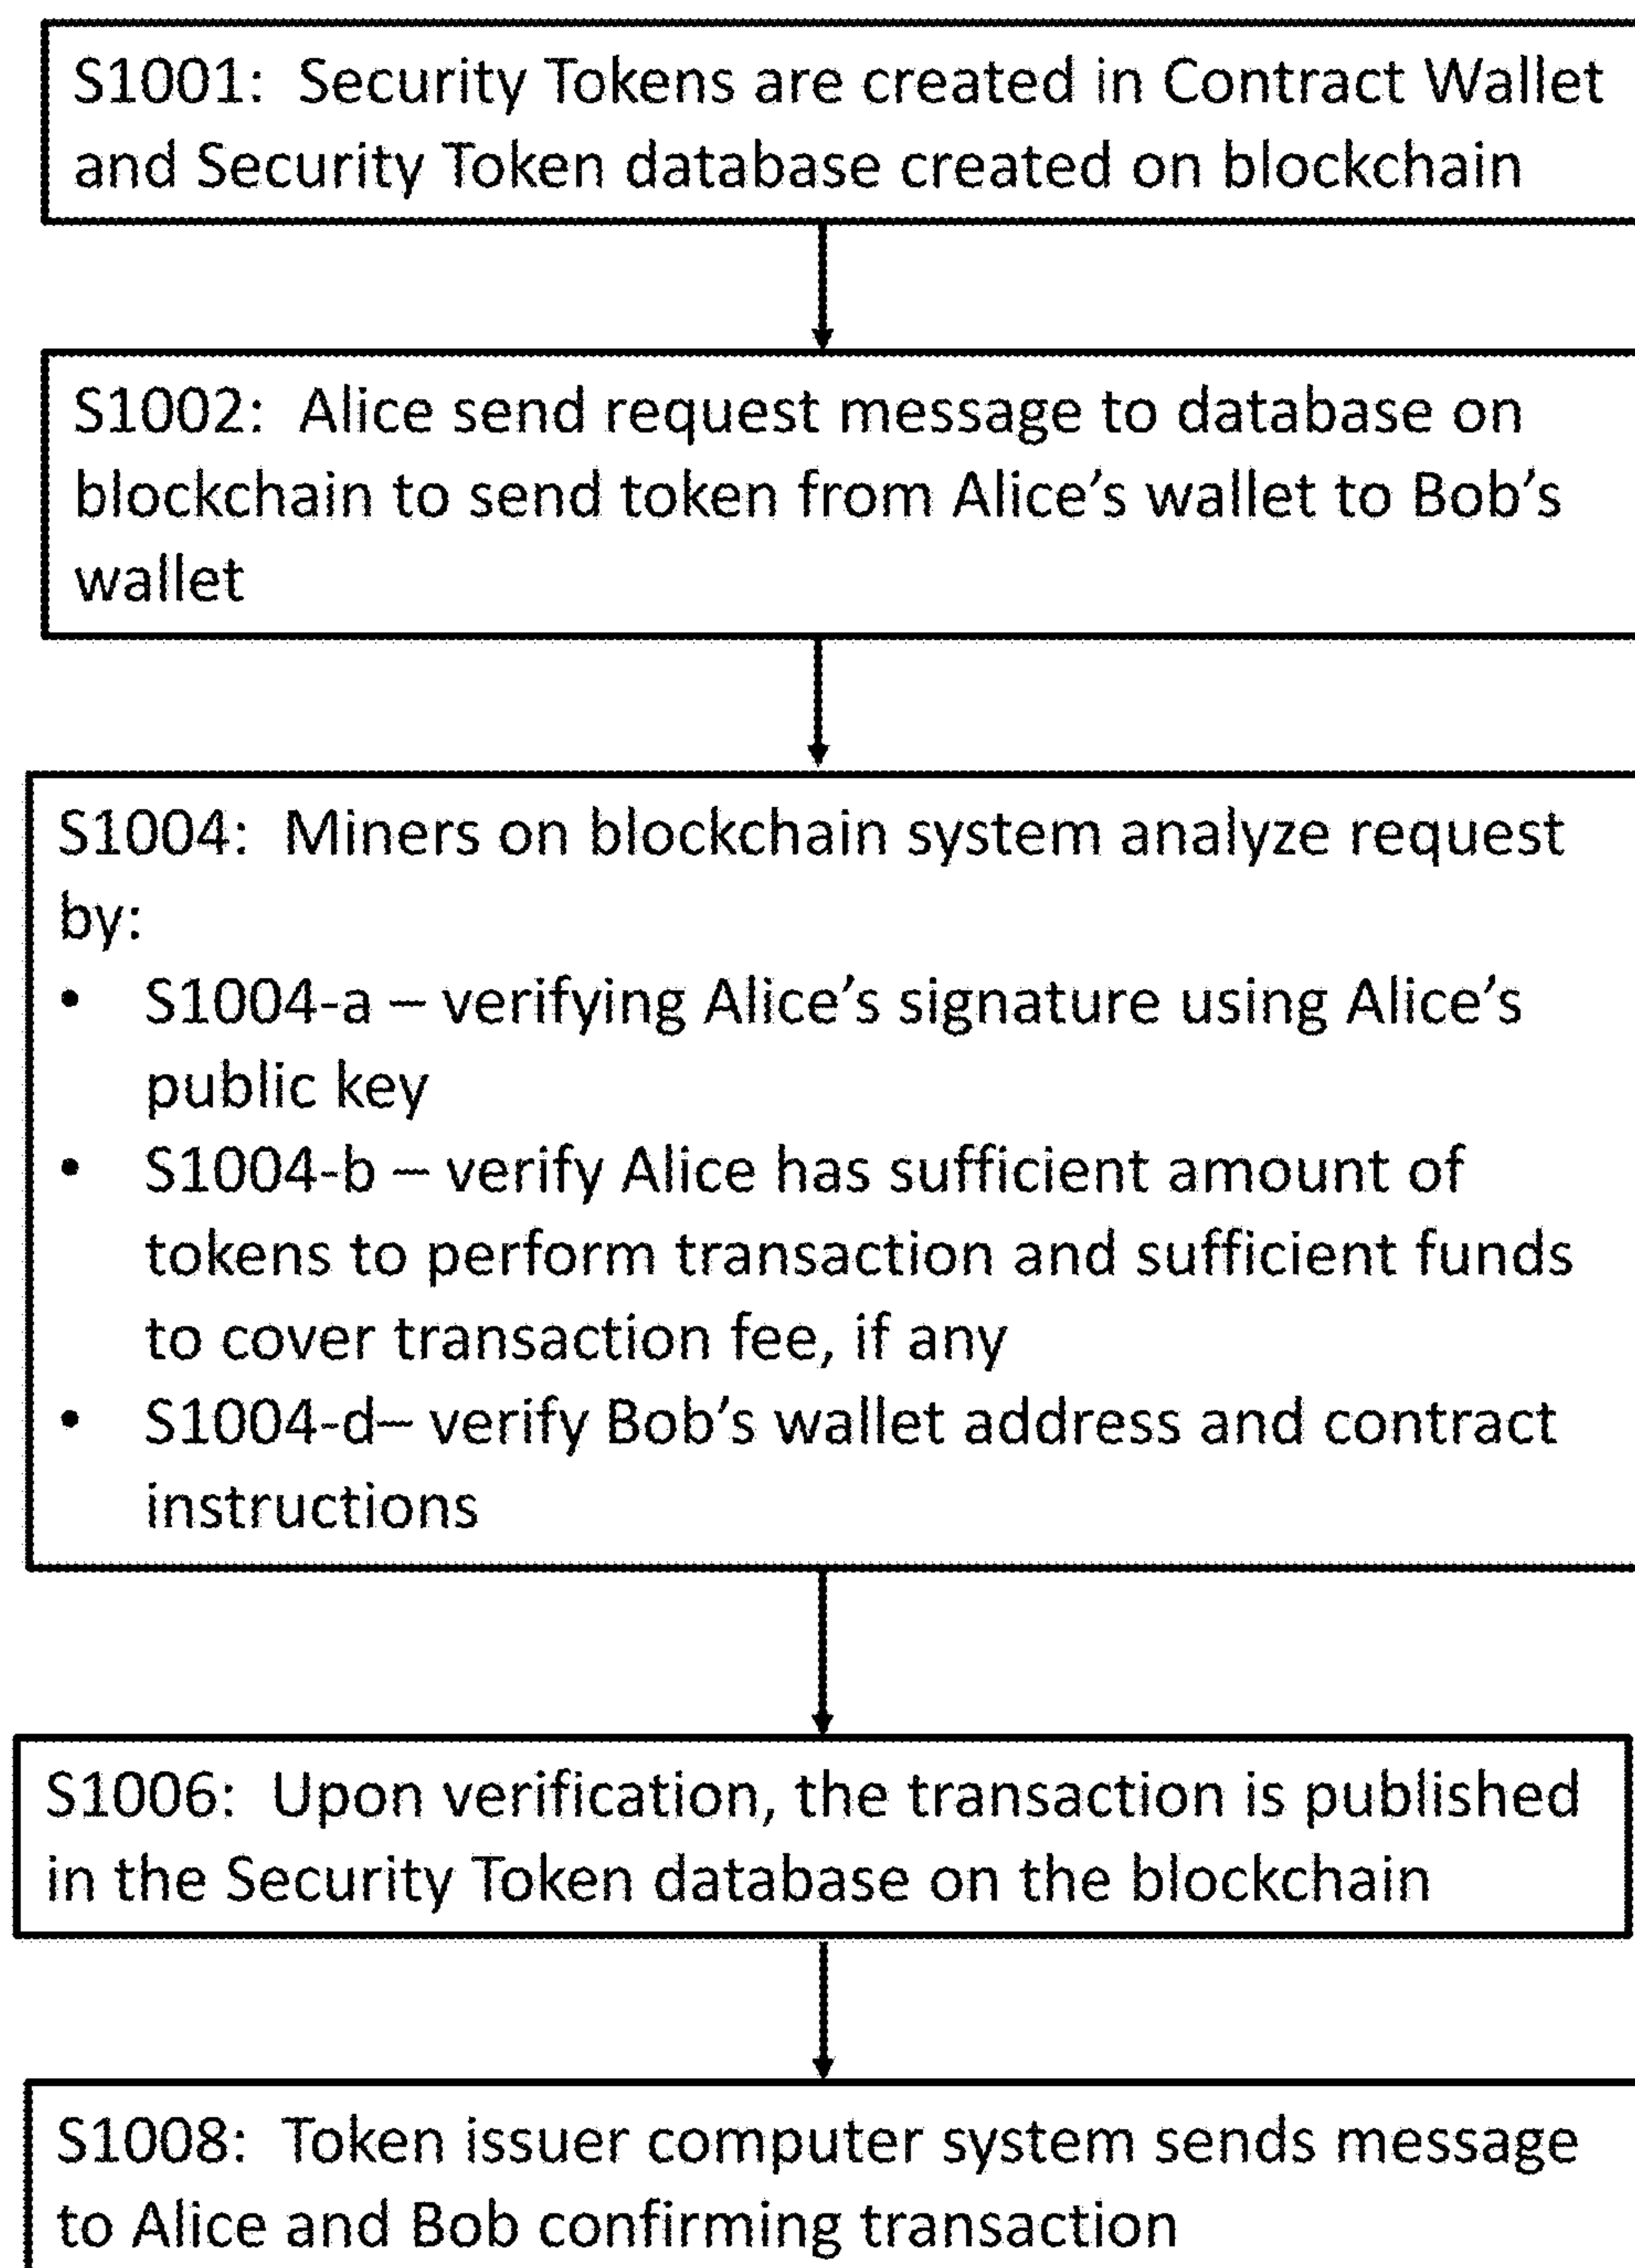 S1001: Security Tokens are created in Contract Wallet
and Security Token database created on blockchain
S1002: Alice send request message to database on
blockchain to send token from Alice's wallet to Bob's
wallet
S1004: Miners on blockchain system analyze request
by:
• S1004-a – verifying Alice's signature using Alice's
public key
• S1004-b – verify Alice has sufficient amount of
tokens to perform transaction and sufficient funds
to cover transaction fee, if any
• S1004-d– verify Bob's wallet address and contract
instructions
S1006: Upon verification, the transaction is published
in the Security Token database on the blockchain
S1008: Token issuer computer system sends message
to Alice and Bob confirming transaction